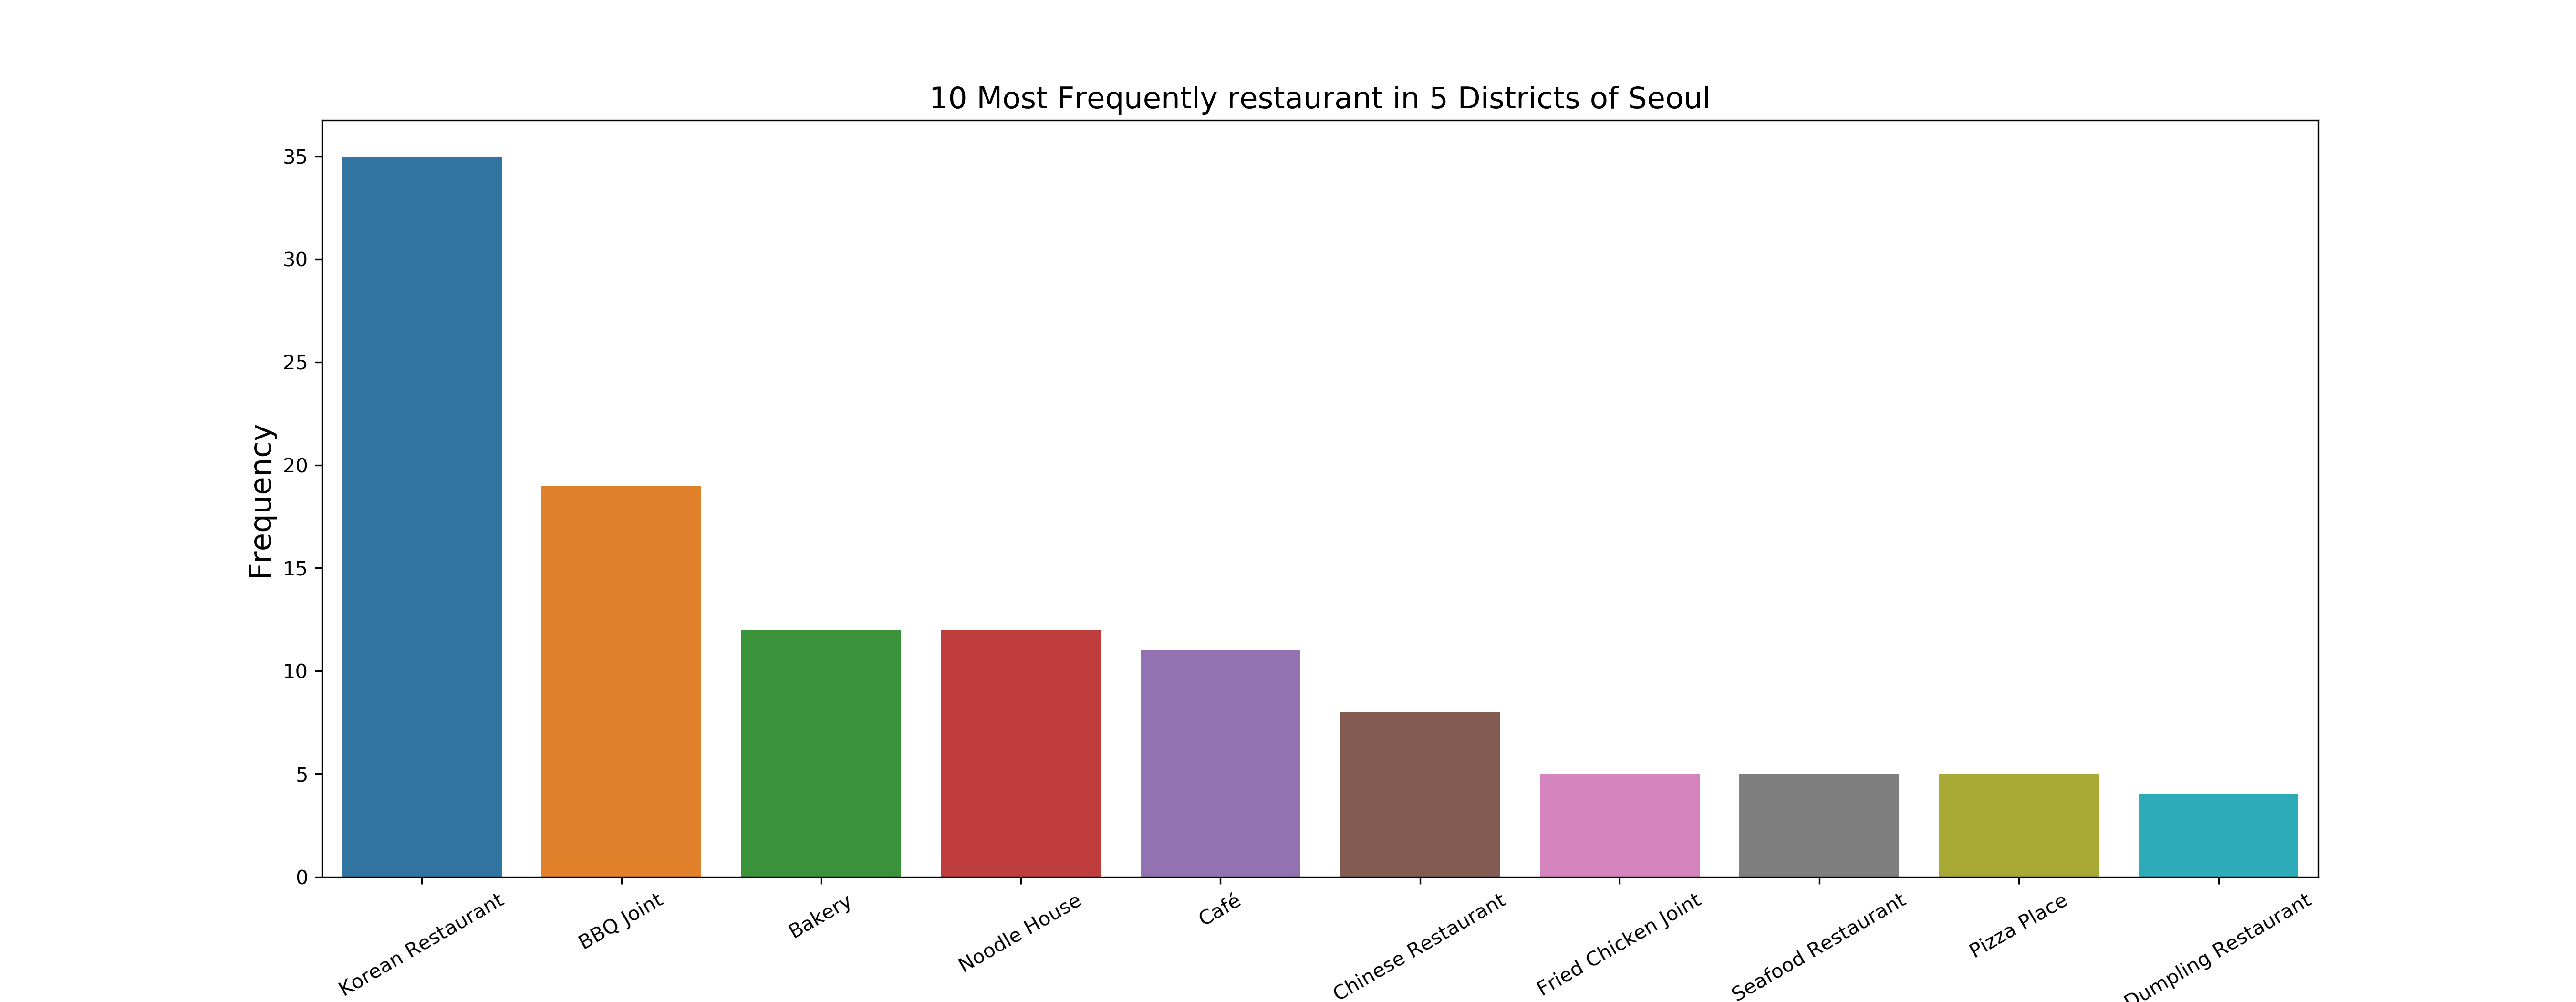 10 Most Frequently restaurant in 5 Districts of Seoul
Frequency
35
30
25
20
15
10
5
0
Korean Restaurant
BBQ Joint
Bakery
Noodle House
Café
Chinese Restaurant
Fried Chicken Joint
Seafood Restaurant
Pizza Place
Dumpling Restaurant